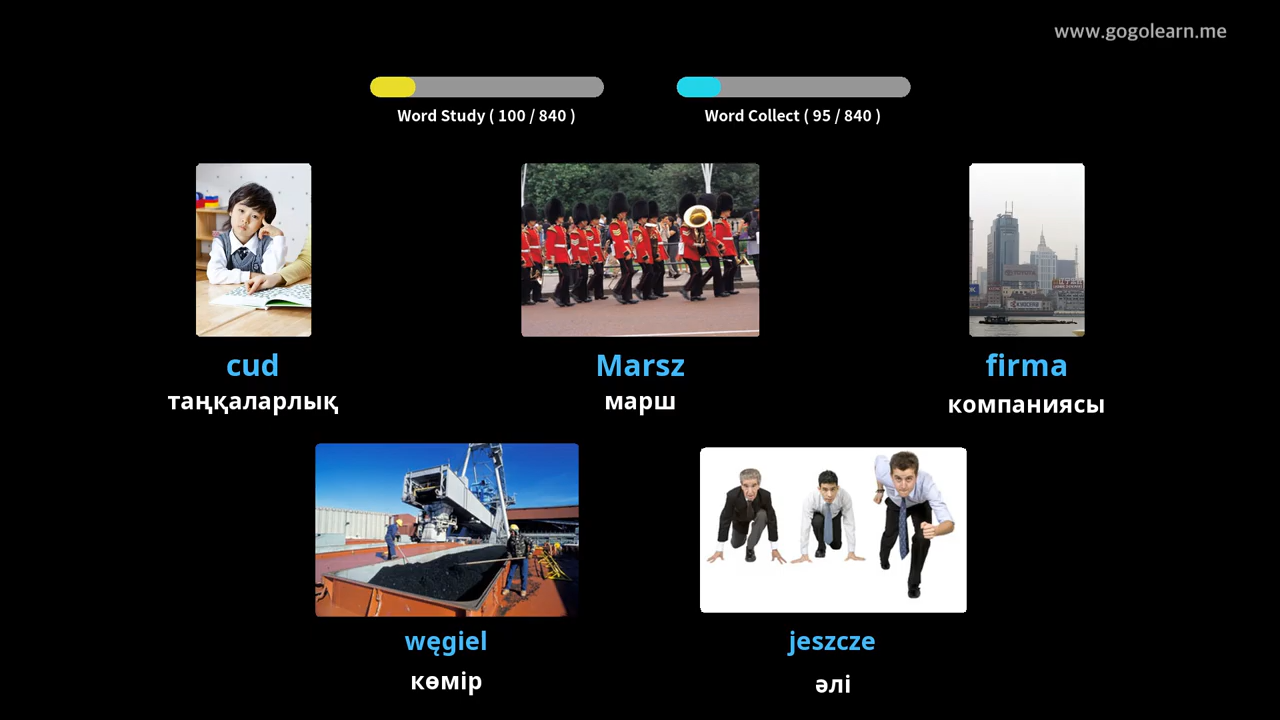 www.gogolearn.me
Word Study ( 100 / 840 )
Word Collect ( 95 / 840 )
TOYOTA
cud
Marsz
firma
таңқаларлық
марш
компаниясы
węgiel
jeszcze
көмір
әлі